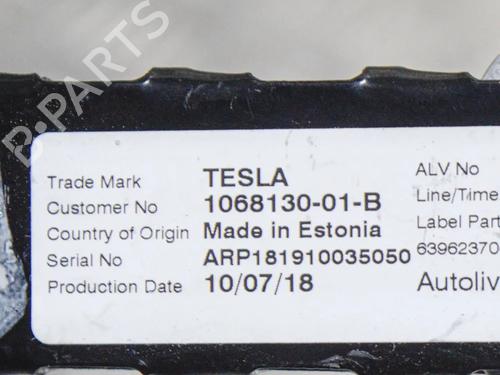 B-PARTS
Trade Mark TESLA ALV No
Customer No 1068130-01-B Line/Time
Country of Origin Made in Estonia Label Part
Serial No ARP181910035050 63962370
Production Date 10/07/18 Autoliv